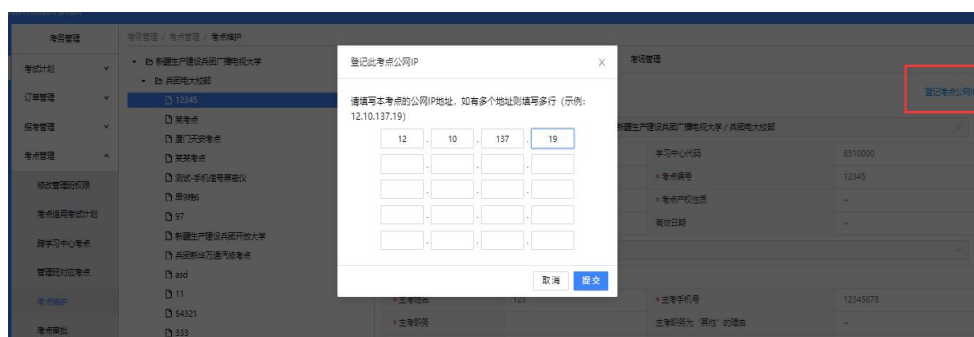 考务管理
考务管理 / 考点管理 / 考点维护
考试计划
订单管理
报考管理
考点管理
修改管理班权限
考点适用考试计划
跨学习中心考点
管理班对应考点
考点维护
考点审批
新疆生产建设兵团广播电视大学
兵团电大校部
12345
某考点
厦门天安考点
某某考点
测试-手机信号屏蔽仪
早9晚6
97
新疆生产建设兵团开放大学
兵团新华万通汽修考点
asd
11
54321
333
登记此考点公网IP X
请填写本考点的公网IP地址，如有多个地址则填写多行（示例：
12.10.137.19）
12 . 10 . 137 . 19
取消 提交
考场管理
登记考点公网IP
新疆生产建设兵团广播电视大学 / 兵团电大校部
学习中心代码 6510000
* 考点编号 12345
* 考点产权性质 ~
有效日期 ~
* 主考姓名 123 * 主考手机号 12345678
* 主考职务 主考职务为“其他”的理由 ~